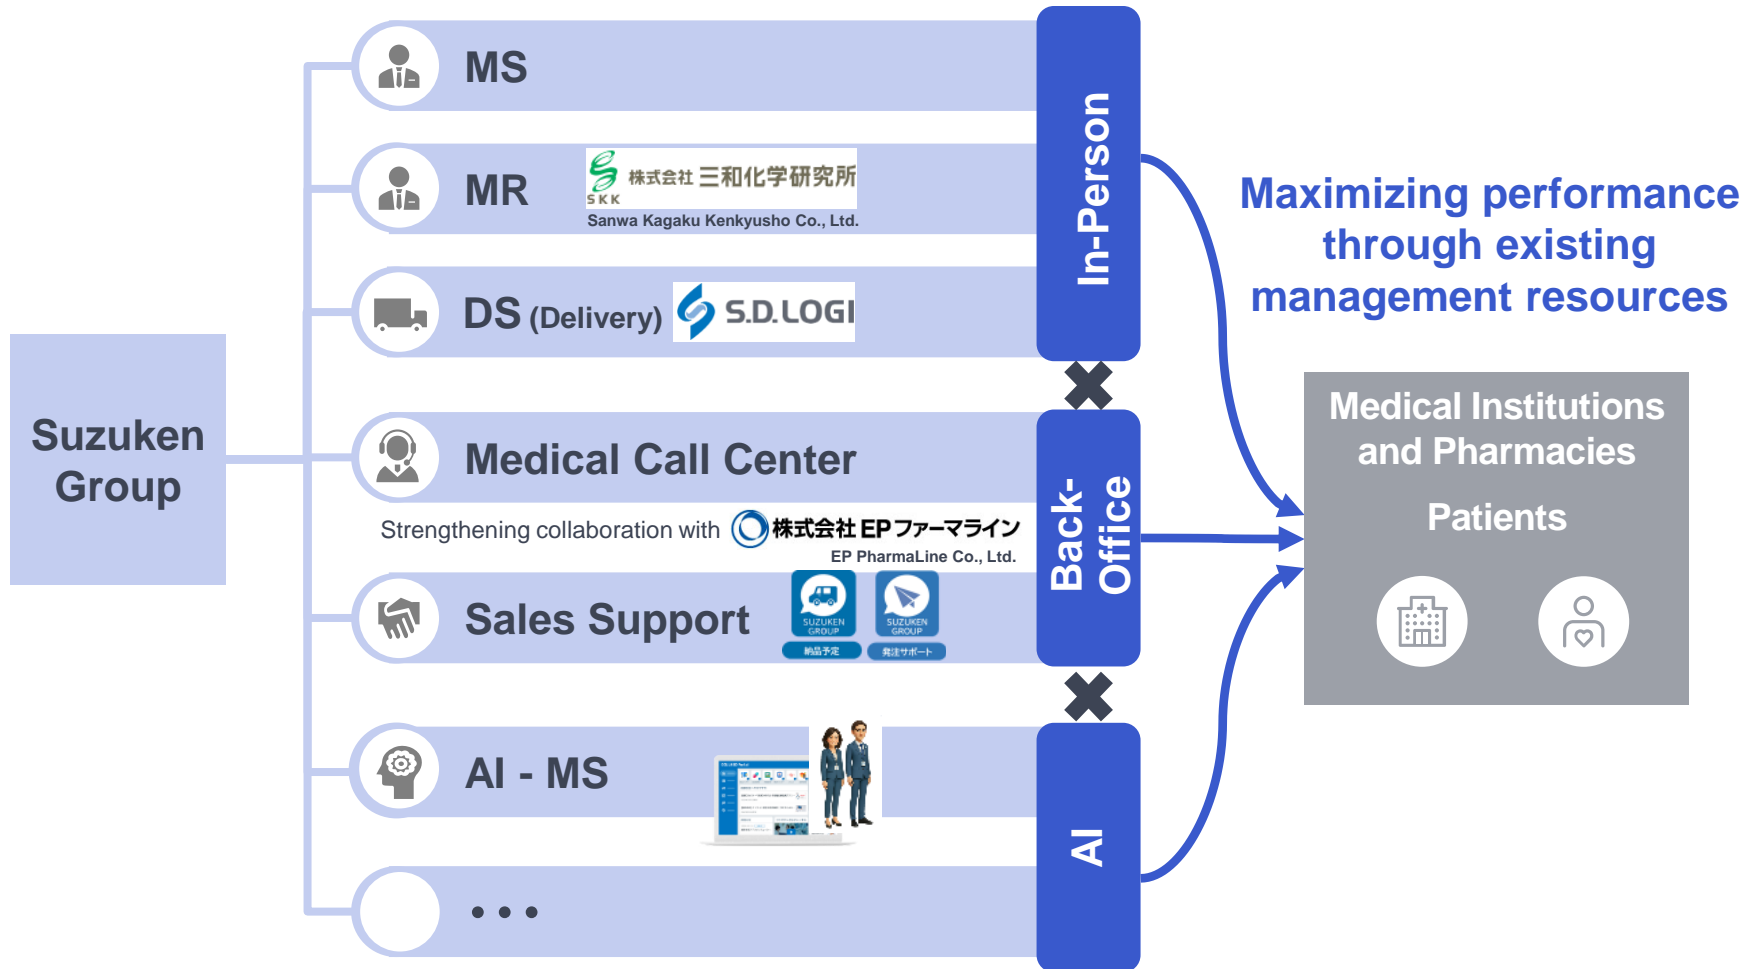 Suzuken
Group
MS
MR
SKK
株式会社 三和化学研究所
Sanwa Kagaku Kenkyusho Co., Ltd.
DS (Delivery)
S.D.LOGI
Medical Call Center
Strengthening collaboration with 株式会社 EPファーマライン
EP PharmaLine Co., Ltd.
Sales Support
SUZUKEN
GROUP
納品予定
SUZUKEN
GROUP
発注サポート
AI - MS
•••
In-Person
Back-
Office
AI
Maximizing performance
through existing
management resources
Medical Institutions
and Pharmacies
Patients